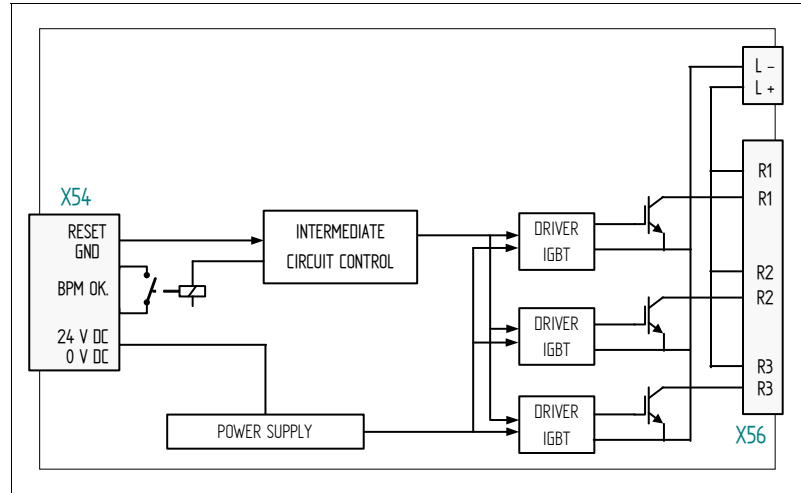 L -
L +
X54
RESET
GND
BPM OK.
24 V DC
0 V DC
INTERMEDIATE
CIRCUIT CONTROL
POWER SUPPLY
DRIVER
IGBT
DRIVER
IGBT
DRIVER
IGBT
R1
R1
R2
R2
R3
R3
X56